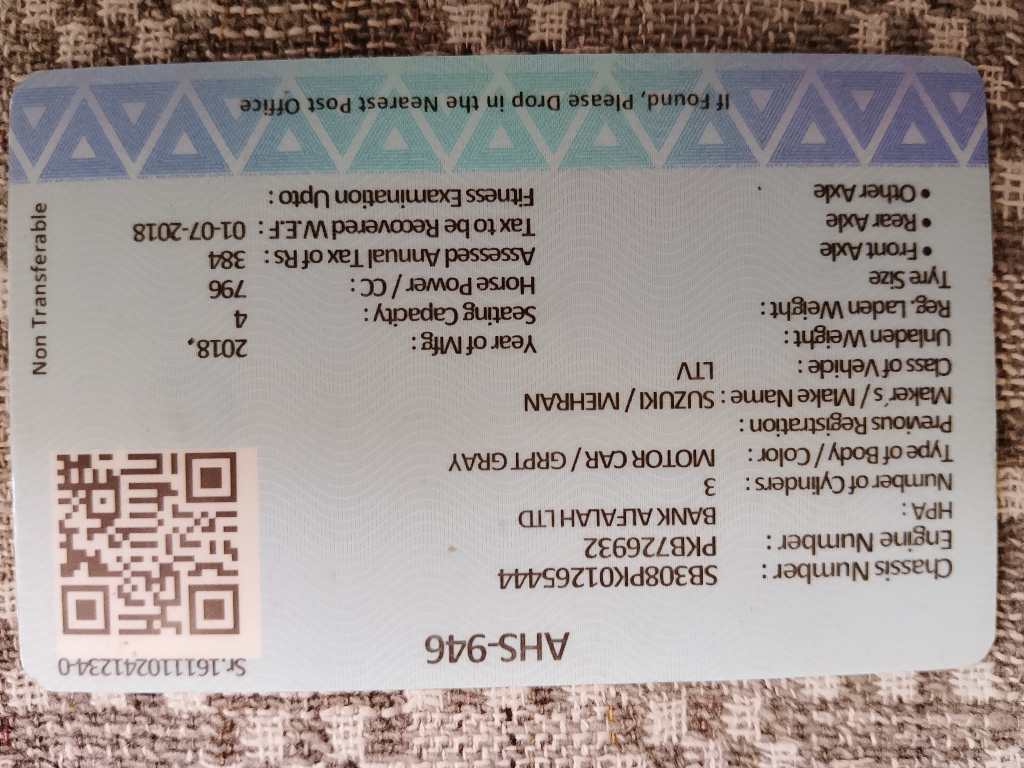 Sr.1611110241234-0
AHS-946
Chassis Number : SB308PK01265444
Engine Number : PKB726932
HPA : BANK ALFALAH LTD
Number of Cylinders : 3
Type of Body / Color : MOTOR CAR / GRPT GRAY
Previous Registration :
Maker's / Make Name : SUZUKI / MEHRAN
Class of Vehicle : LTV
Unladen Weight :
Reg. Laden Weight :
Tyre Size
• Front Axle
• Rear Axle
• Other Axle
Year of Mfg : 2018,
Seating Capacity : 4
Horse Power / CC : 796
Assessed Annual Tax of Rs : 384
Tax to be Recovered W.E.F : 01-07-2018
Fitness Examination Upto :
Non Transferable
If Found, Please Drop in the Nearest Post Office